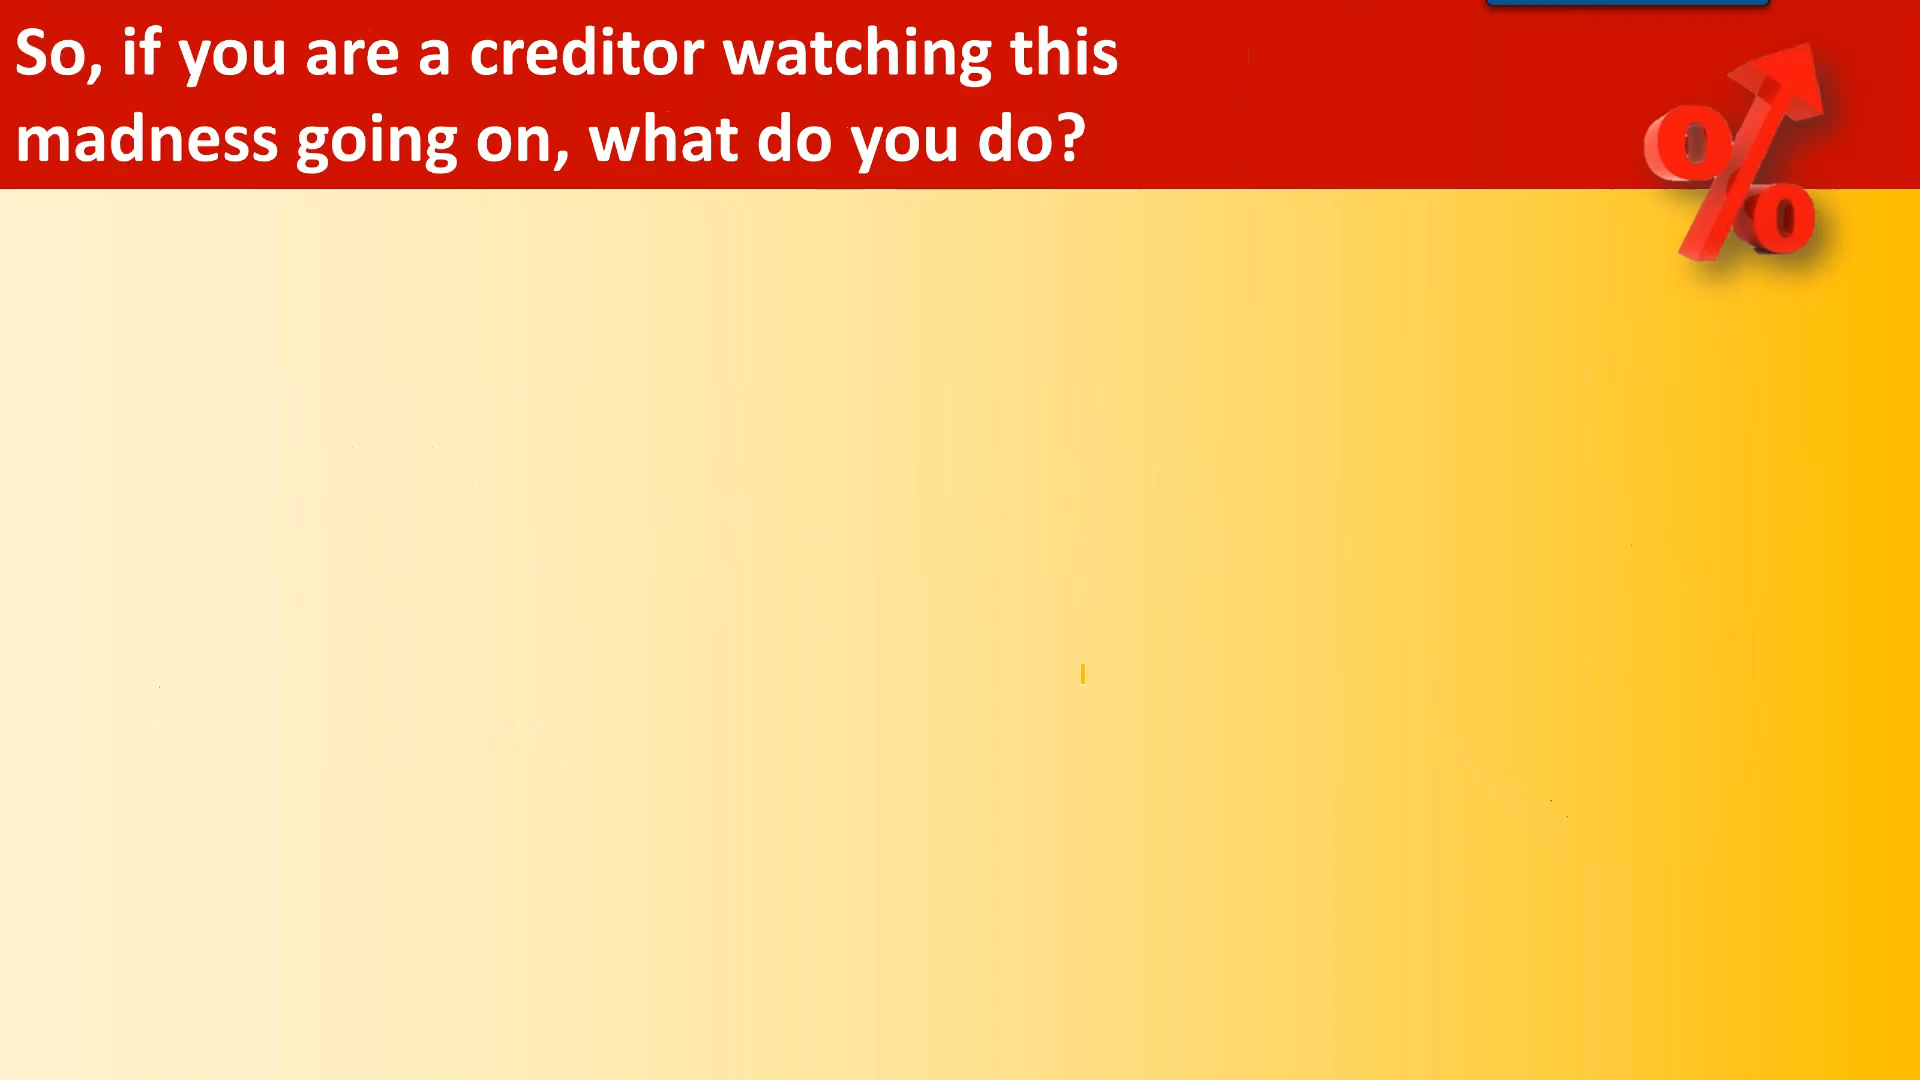 So, if you are a creditor watching this
madness going on, what do you do?
%